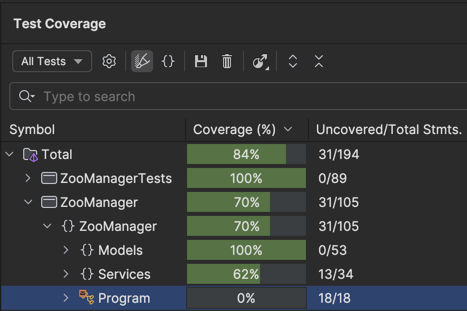 Test Coverage
All Tests
Type to search
Symbol Coverage (%) Uncovered/Total Stmts.
Total 84% 31/194
ZooManagerTests 100% 0/89
ZooManager 70% 31/105
{} ZooManager 70% 31/105
{} Models 100% 0/53
{} Services 62% 13/34
Program 0% 18/18